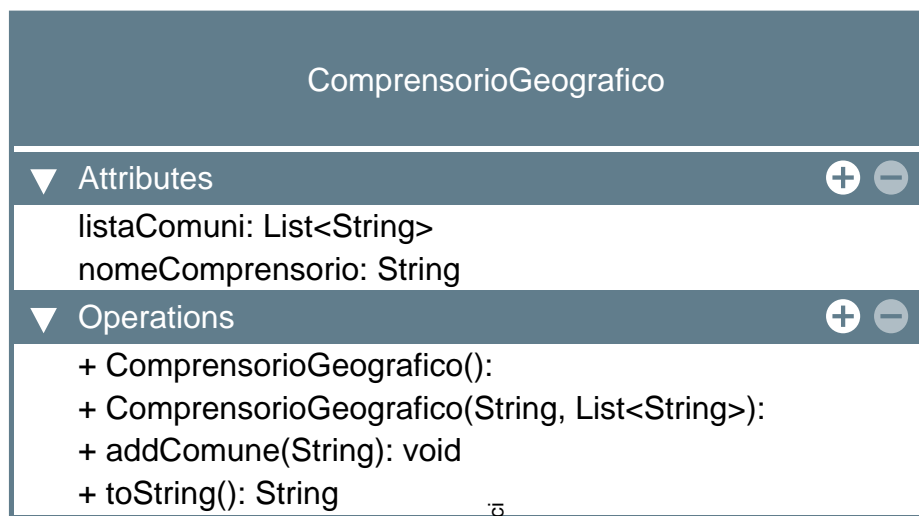 ComprensorioGeografico
Attributes
listaComuni: List<String>
nomeComprensorio: String
Operations
+ ComprensorioGeografico():
+ ComprensorioGeografico(String, List<String>):
+ addComune(String): void
+ toString(): String